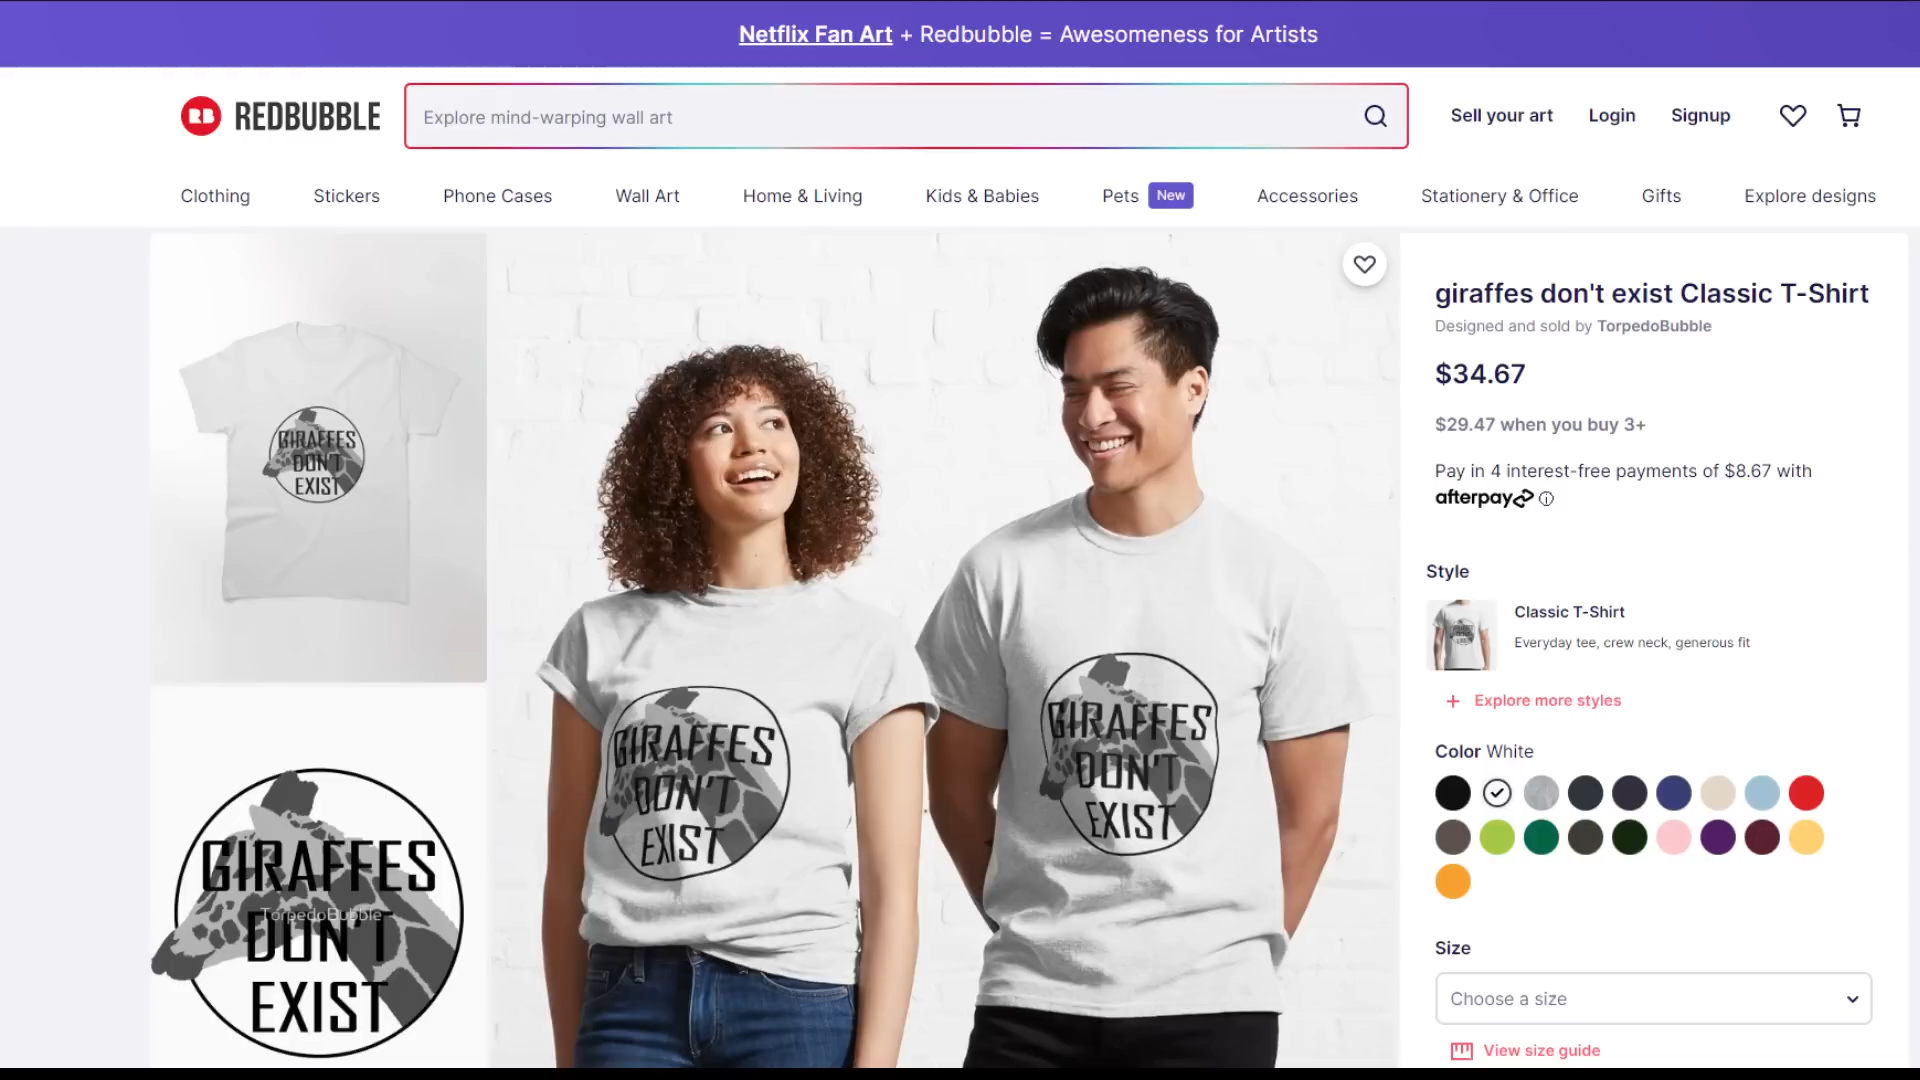 Netflix Fan Art + Redbubble = Awesomeness for Artists
RB REDBUBBLE
Explore mind-warping wall art
Sell your art
Login
Signup
Clothing
Stickers
Phone Cases
Wall Art
Home & Living
Kids & Babies
Pets New
Accessories
Stationery & Office
Gifts
Explore designs
GIRAFFES
DON'T
EXIST
GIRAFFES
TorpedoBubble
DON'T
EXIST
GIRAFFES
DON'T
EXIST
GIRAFFES
DON'T
EXIST
giraffes don't exist Classic T-Shirt
Designed and sold by TorpedoBubble
$34.67
$29.47 when you buy 3+
Pay in 4 interest-free payments of $8.67 with
afterpay
Style
Classic T-Shirt
Everyday tee, crew neck, generous fit
+ Explore more styles
Color White
Size
Choose a size
View size guide